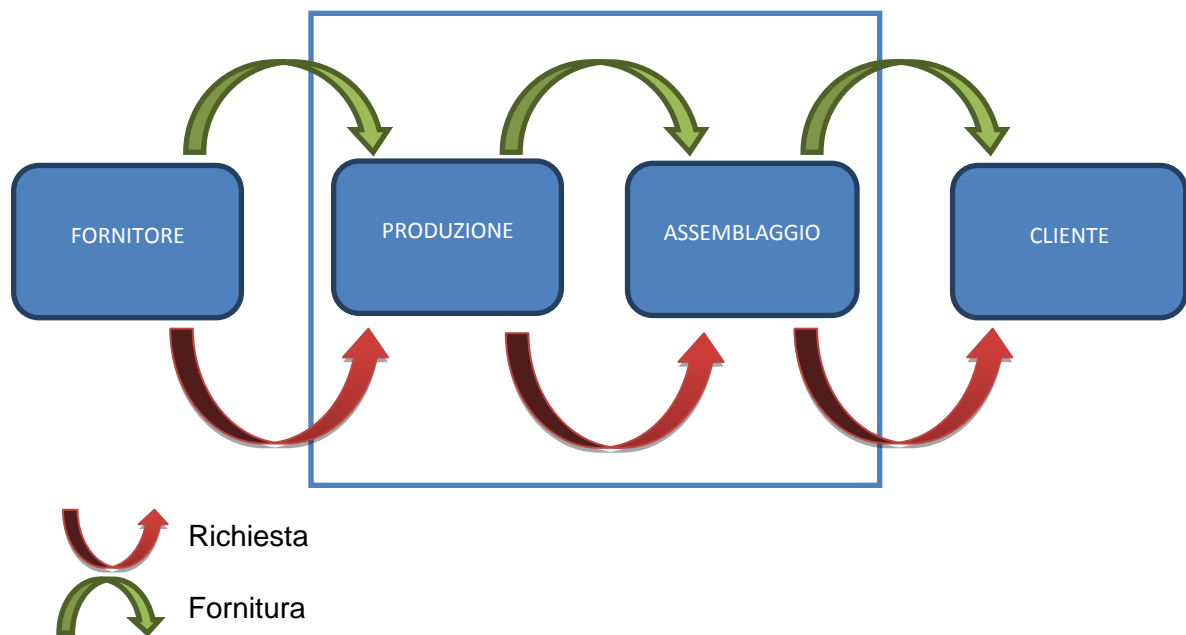 FORNITORE
PRODUZIONE
ASSEMBLAGGIO
CLIENTE
Richiesta
Fornitura